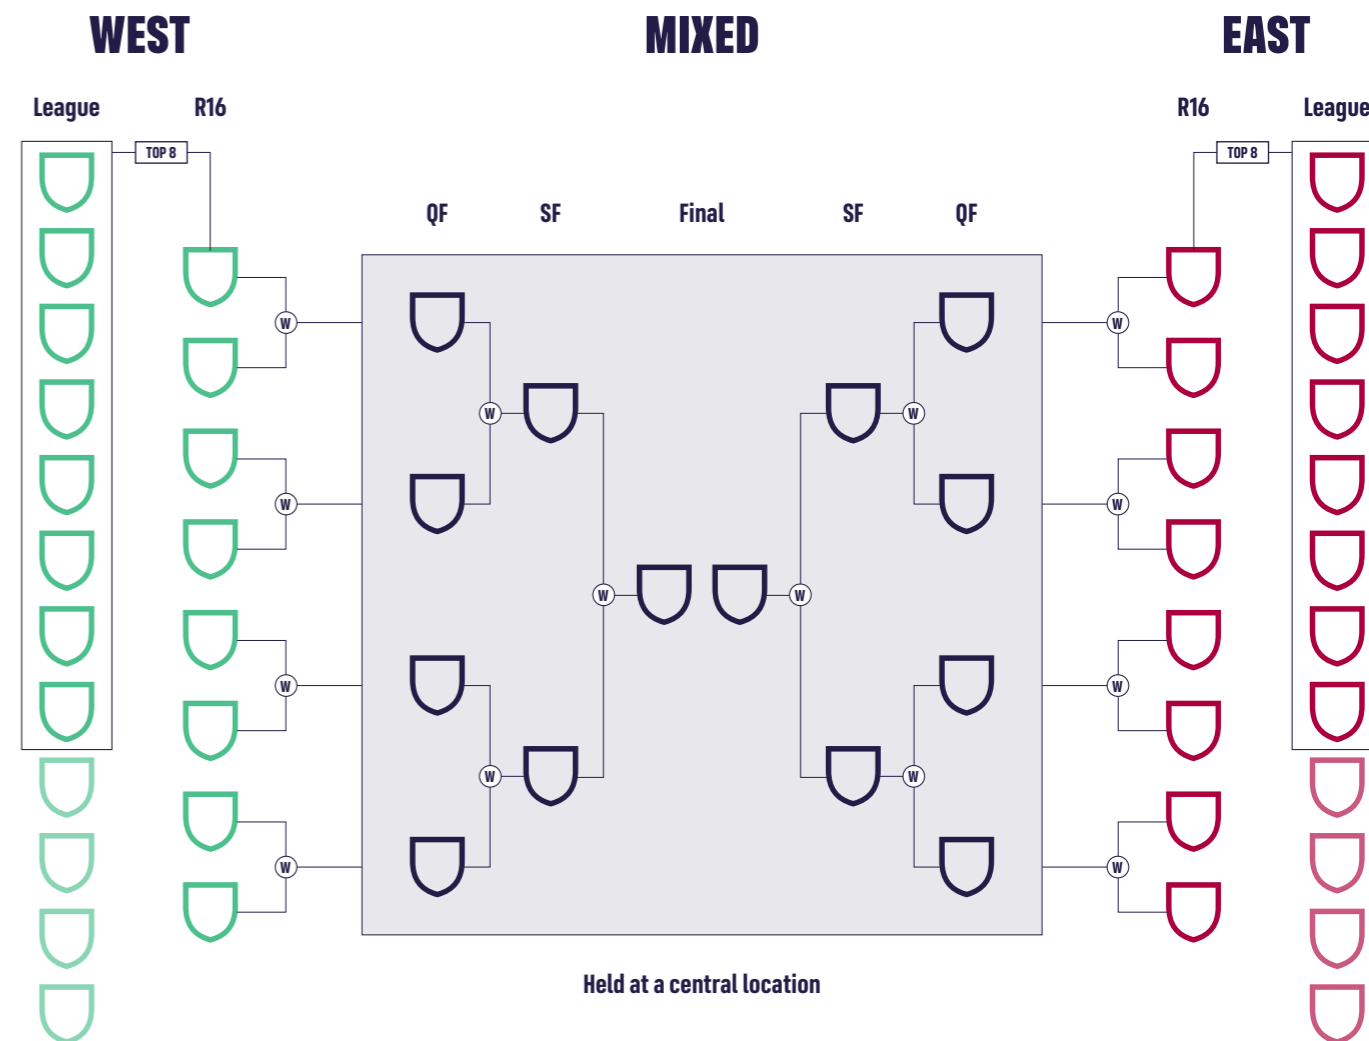 WEST MIXED EAST
League R16 R16 League
TOP 8 TOP 8
QF SF Final SF QF
W W
W W
W W
W W
W W
W W
W W
Held at a central location